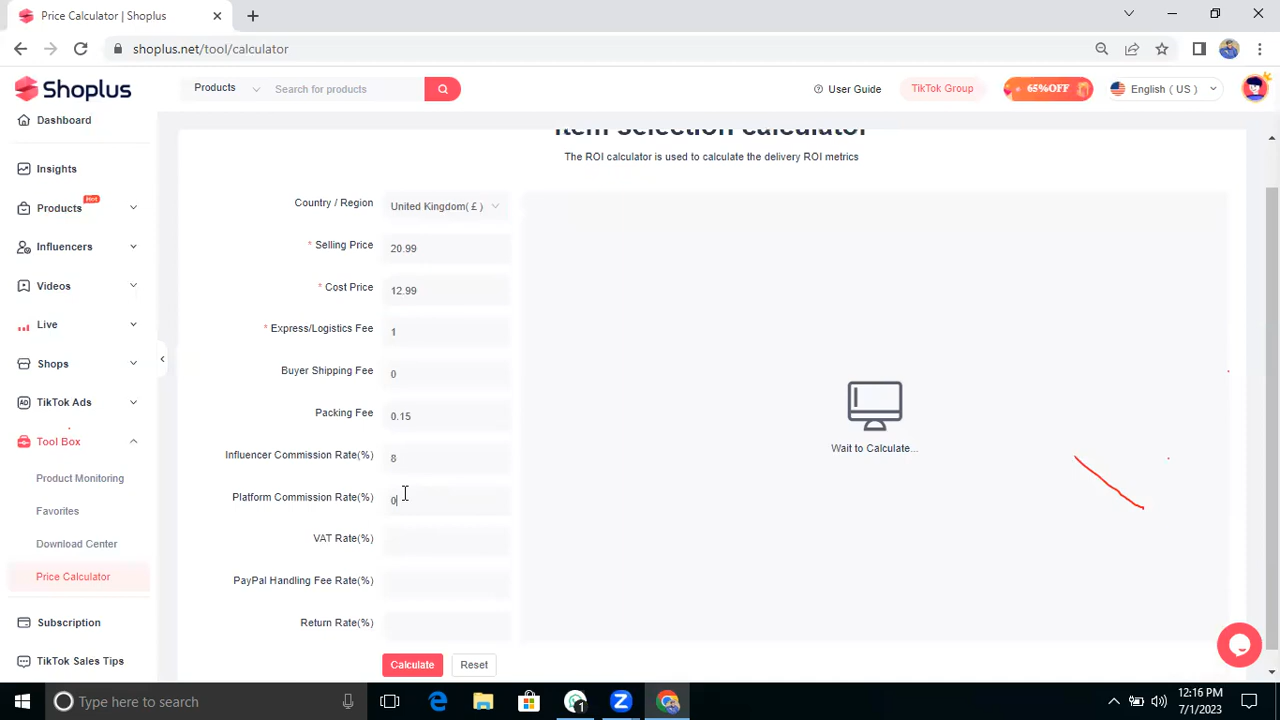 Price Calculator | Shoplus
shoplus.net/tool/calculator
Shoplus
Products
Search for products
User Guide
TikTok Group
65%OFF
English ( US )
Dashboard
Insights
Products
Hot
Influencers
Videos
Live
Shops
TikTok Ads
Tool Box
Product Monitoring
Favorites
Download Center
Price Calculator
Subscription
TikTok Sales Tips
Item selection calculator
The ROI calculator is used to calculate the delivery ROI metrics
Country / Region United Kingdom( £ )
* Selling Price 20.99
* Cost Price 12.99
* Express/Logistics Fee 1
Buyer Shipping Fee 0
Packing Fee 0.15
Influencer Commission Rate(%) 8
Platform Commission Rate(%) 0
VAT Rate(%)
PayPal Handling Fee Rate(%)
Return Rate(%)
Calculate Reset
Wait to Calculate...
Type here to search
1
12:16 PM
7/1/2023